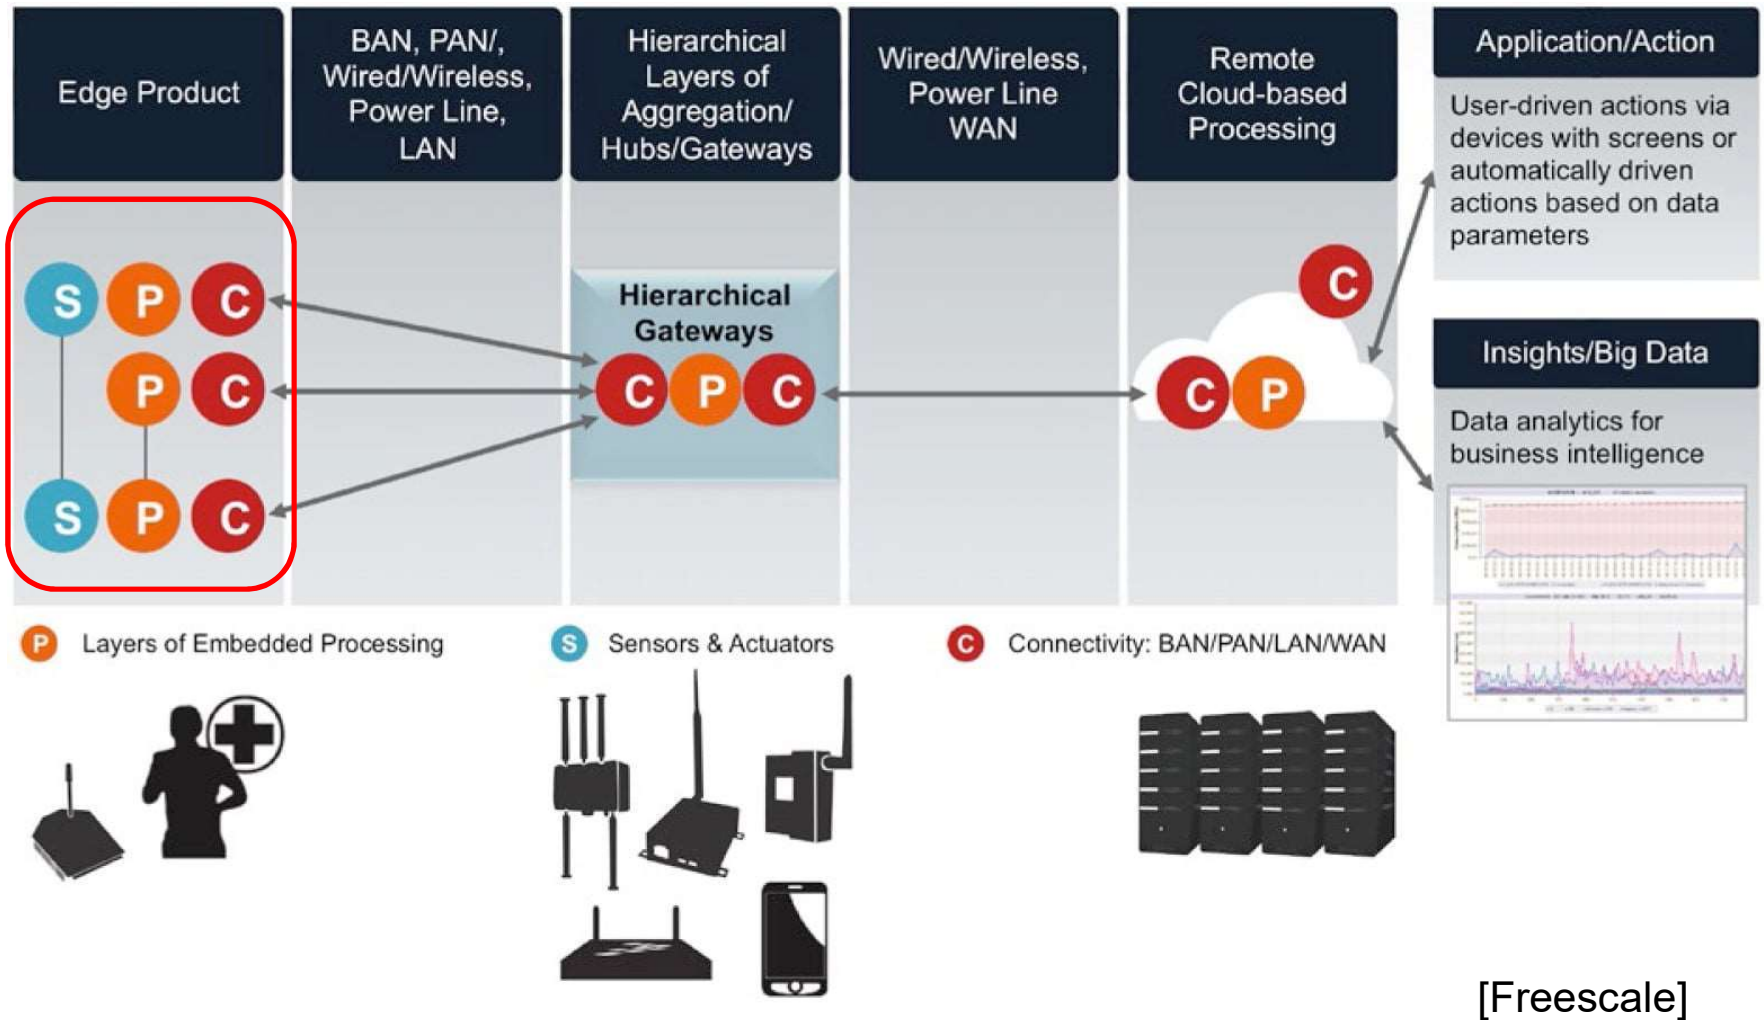 Edge Product
BAN, PAN/,
Wired/Wireless,
Power Line,
LAN
Hierarchical
Layers of
Aggregation/
Hubs/Gateways
Wired/Wireless,
Power Line
WAN
Remote
Cloud-based
Processing
Application/Action
User-driven actions via
devices with screens or
automatically driven
actions based on data
parameters
S P C
P C
S P C
Hierarchical
Gateways
C P C
C
C P
Insights/Big Data
Data analytics for
business intelligence
P Layers of Embedded Processing
S Sensors & Actuators
C Connectivity: BAN/PAN/LAN/WAN
[Freescale]